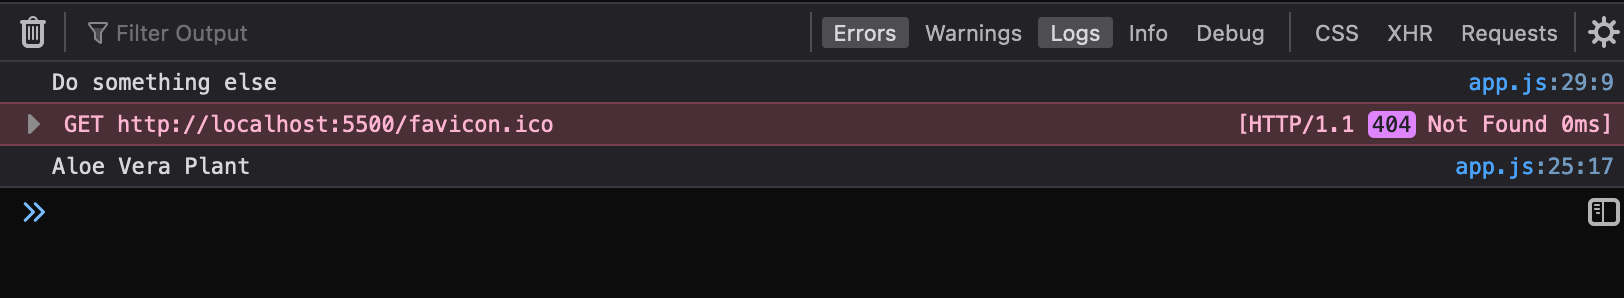 Filter Output Errors Warnings Logs Info Debug CSS XHR Requests
Do something else app.js:29:9
GET http://localhost:5500/favicon.ico [HTTP/1.1 404 Not Found 0ms]
Aloe Vera Plant app.js:25:17